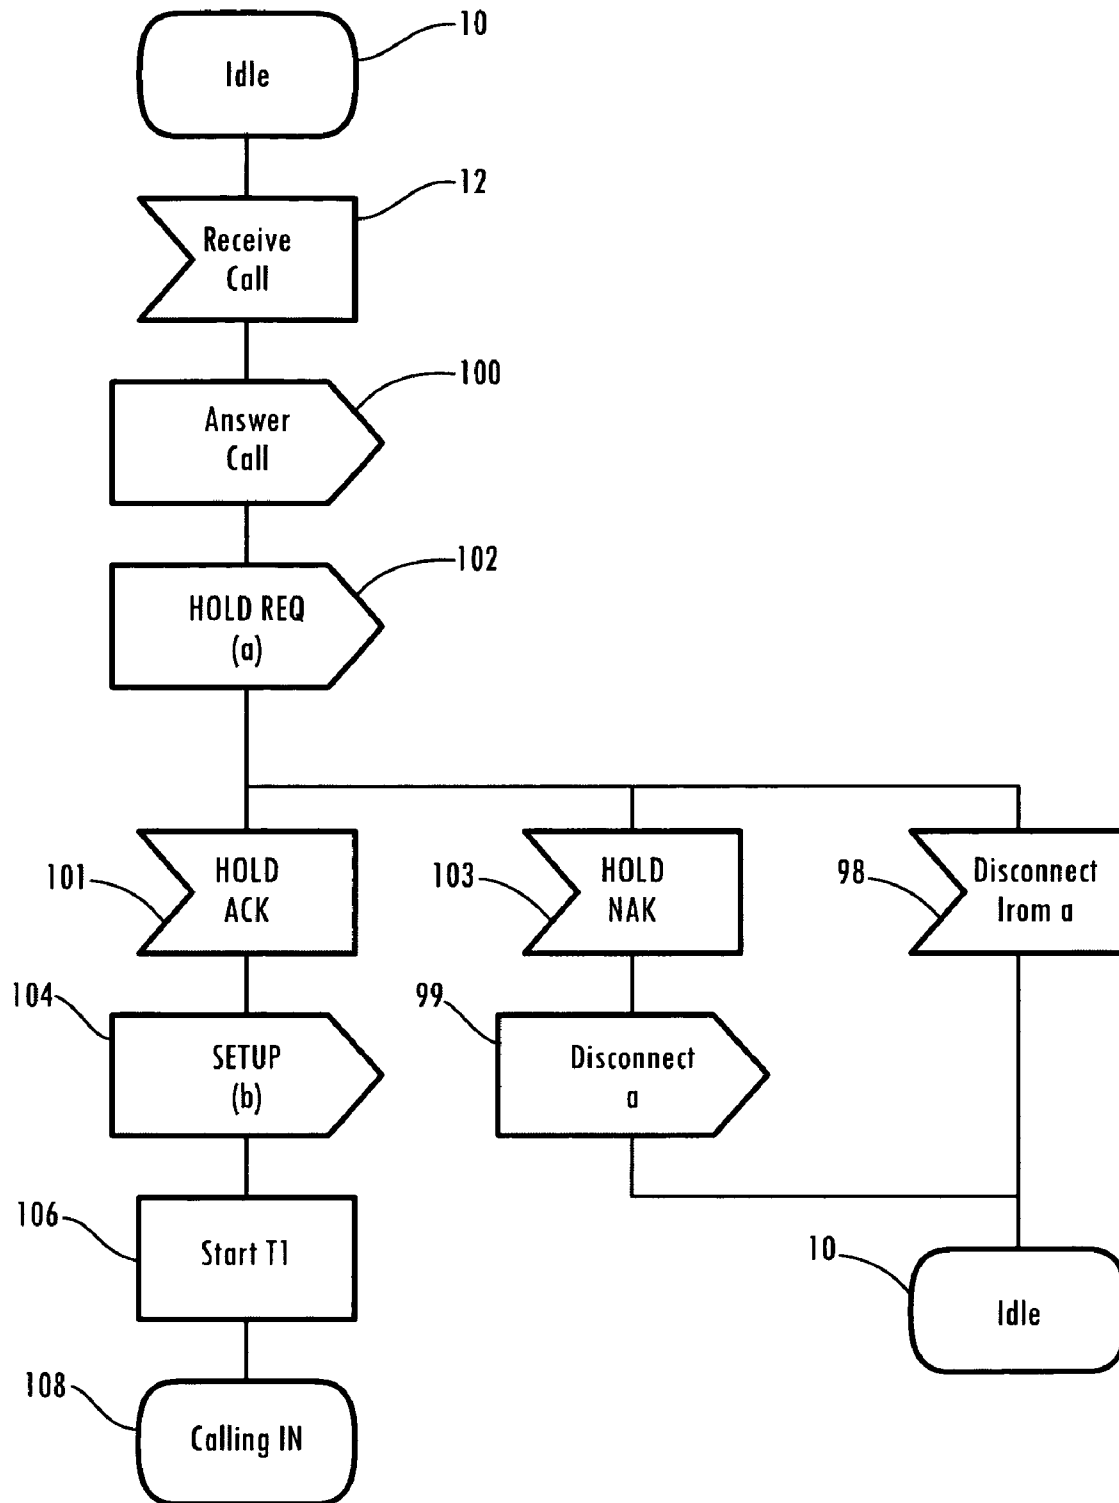 10
Idle
12
Receive
Call
100
Answer
Call
102
HOLD REQ
(a)
101
HOLD
ACK
103
HOLD
NAK
98
Disconnect
Irom a
104
SETUP
(b)
99
Disconnect
a
106
Start T1
10
Idle
108
Calling IN